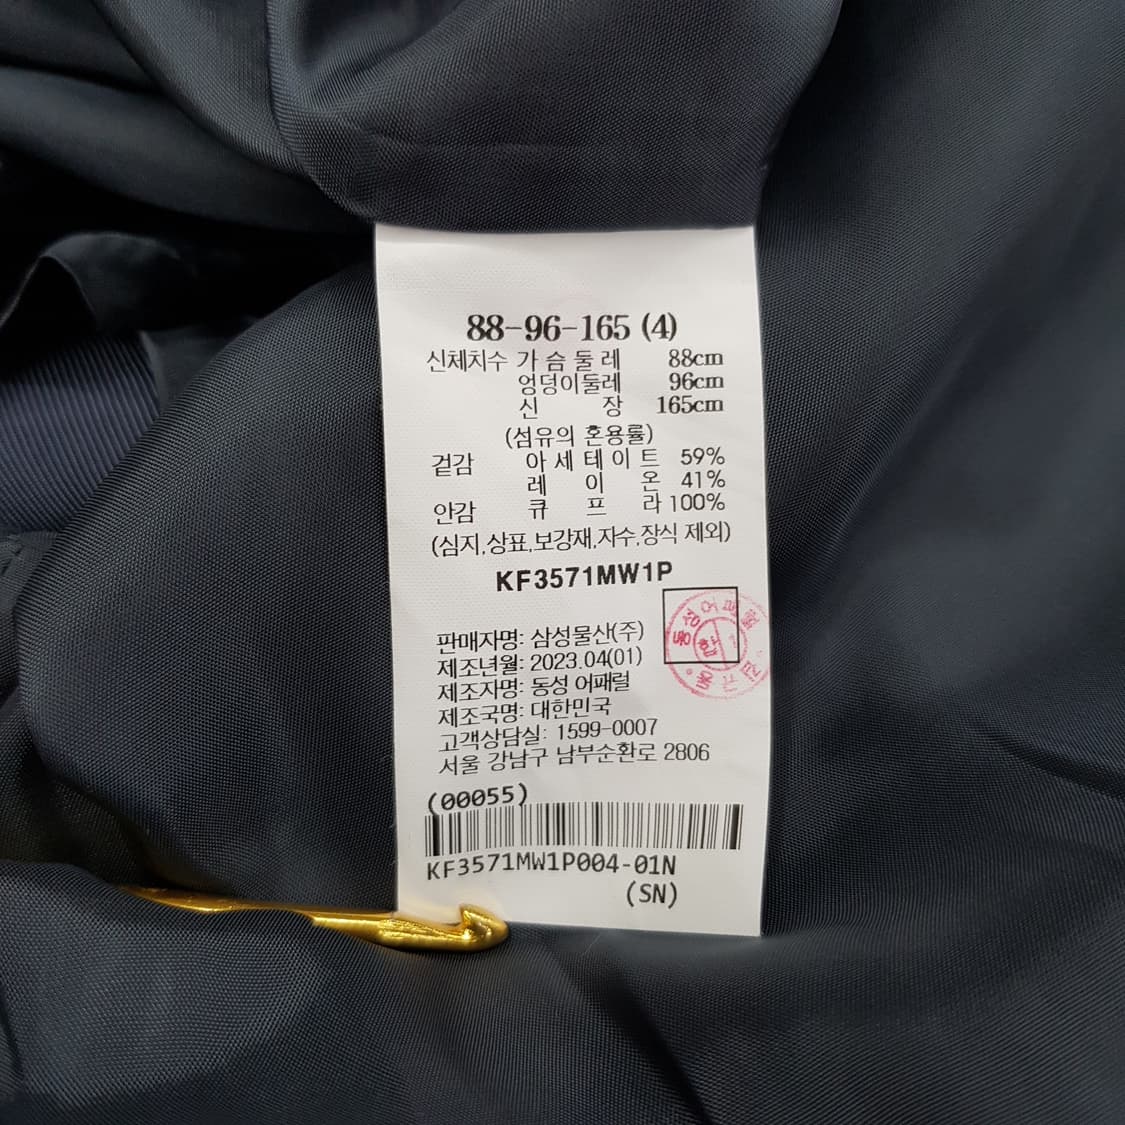 88-96-165 (4)
신체치수 가 슴 둘 레 88cm
엉덩이둘레 96cm
신 장 165cm
(섬유의 혼용률)
겉감 아 세 테 이 트 59%
레 이 온 41%
안감 큐 프 라 100%
(심지,상표,보강재,자수,장식 제외)
KF3571MW1P
동성어패럴
합
판매자명: 삼성물산(주)
제조년월: 2023.04(01)
제조자명: 동성 어패럴
제조국명: 대한민국
고객상담실: 1599-0007
서울 강남구 남부순환로 2806
(00055)
KF3571MW1P004-01N
(SN)